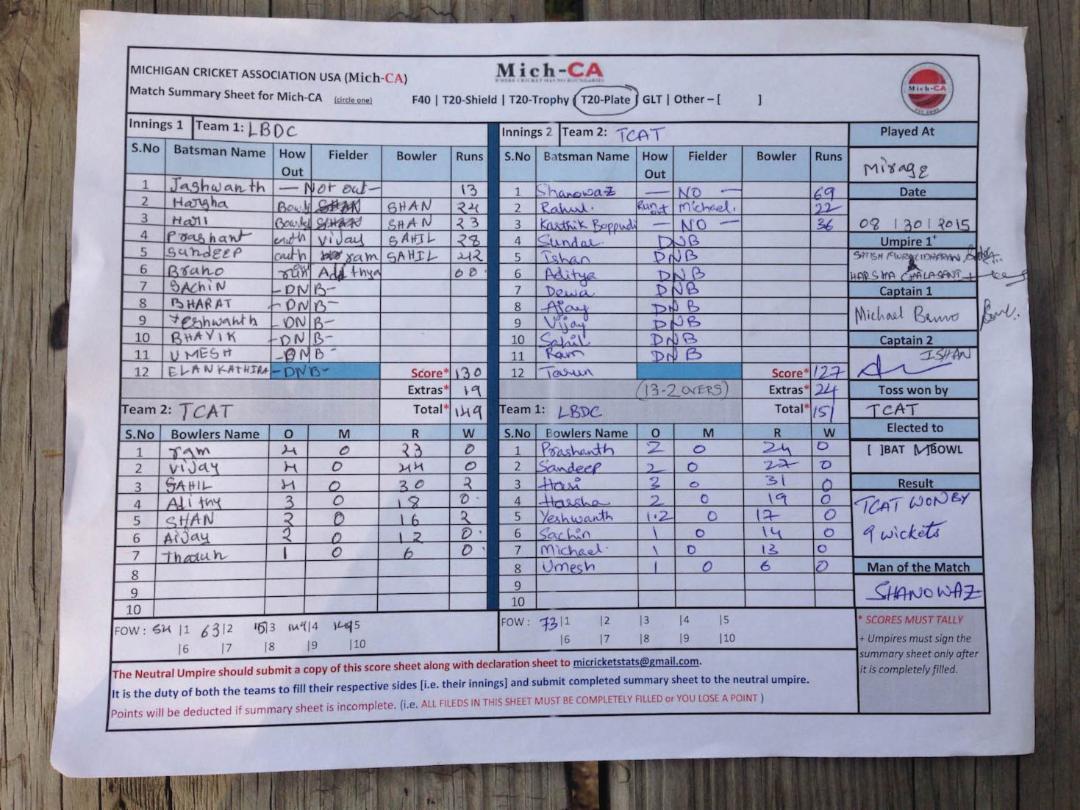 MICHIGAN CRICKET ASSOCIATION USA (Mich-CA)
Mich-CA
Match Summary Sheet for Mich-CA (circle one) F40 | T20-Shield | T20-Trophy | T20-Plate | GLT | Other – [ ]
Mich-CA
Innings 1 Team 1: LBDC
S.No Batsman Name How Out Fielder Bowler Runs
1 Jashwanth — Not out — 13
2 Harsha Bowled SHAN 24
3 Hari Bowled SHAN 23
4 Prashant cauth Vijay SAHIL 28
5 Sandeep cauth ram SAHIL 42
6 Bruno run Adithya 00
7 SACHIN -DNB-
8 BHARAT -DNB-
9 Yeshwanth -DNB-
10 BHAVIK -DNB-
11 UMESH -DNB-
12 ELANKATHIRA -DNB- Score* 130
Extras* 19
Team 2: TCAT Total* 149
S.No Bowlers Name O M R W
1 ram 4 0 23 0
2 Vijay 4 0 44 0
3 SAHIL 4 0 30 2
4 Adithy 3 0 18 0
5 SHAN 2 0 16 2
6 AiJay 2 0 12 0
7 Tharun 1 0 6 0
8
9
10
FOW: 54 |1 63|2 |3 149|4 149|5
|6 |7 |8 |9 |10
Innings 2 Team 2: TCAT
S.No Batsman Name How Out Fielder Bowler Runs
1 Shanowaz — NO — 69
2 Rahul. Run out Michael. 22
3 Karthik Boppudi — NO — 36
4 Sundar DNB
5 Ishan DNB
6 Aditya DNB
7 Dewa DNB
8 Ajay DNB
9 Vijay DNB
10 Sahil DNB
11 Ram DNB
12 Tarun Score* 127
(13-2 OVERS) Extras* 24
Team 1: LBDC Total* 151
S.No Bowlers Name O M R W
1 Prashanth 2 0 24 0
2 Sandeep 2 0 27 0
3 Hari 3 0 31 0
4 Harsha 2 0 19 0
5 Yeshwanth 1.2 0 17 0
6 Sachin 1 0 14 0
7 Michael. 1 0 13 0
8 Umesh 1 0 6 0
9
10
FOW: 73|1 |2 |3 |4 |5
|6 |7 |8 |9 |10
Played At
Mirage
Date
08 | 30 | 2015
Umpire 1+
SATISH MURALIDHARAN
HARSHA CHALASANI
Captain 1
Michael Bruno
Captain 2
ISHAN
Toss won by
TCAT
Elected to
[ ]BAT [✓]BOWL
Result
TCAT WON BY
9 wickets
Man of the Match
SHANOWAZ
* SCORES MUST TALLY
+ Umpires must sign the
summary sheet only after
it is completely filled.
The Neutral Umpire should submit a copy of this score sheet along with declaration sheet to micricketstats@gmail.com.
It is the duty of both the teams to fill their respective sides [i.e. their innings] and submit completed summary sheet to the neutral umpire.
Points will be deducted if summary sheet is incomplete. (i.e. ALL FILEDS IN THIS SHEET MUST BE COMPLETELY FILLED or YOU LOSE A POINT )